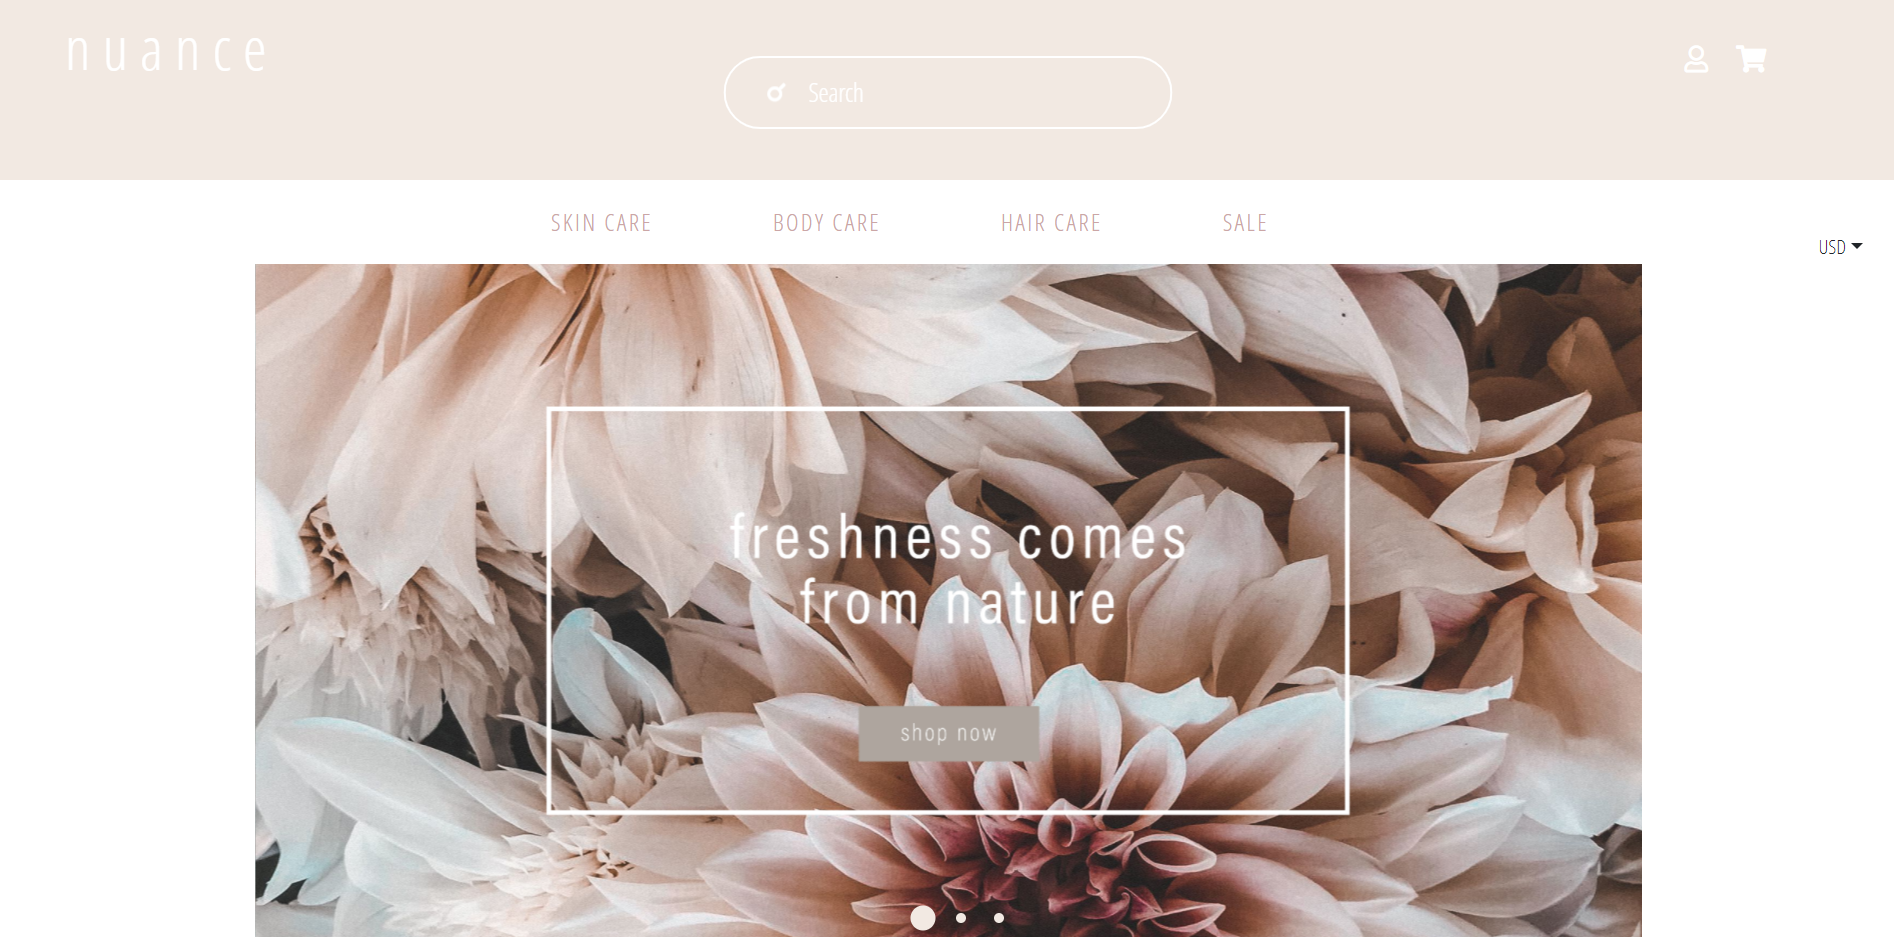 nuance
Search
SKIN CARE
BODY CARE
HAIR CARE
SALE
USD
freshness comes
from nature
shop now